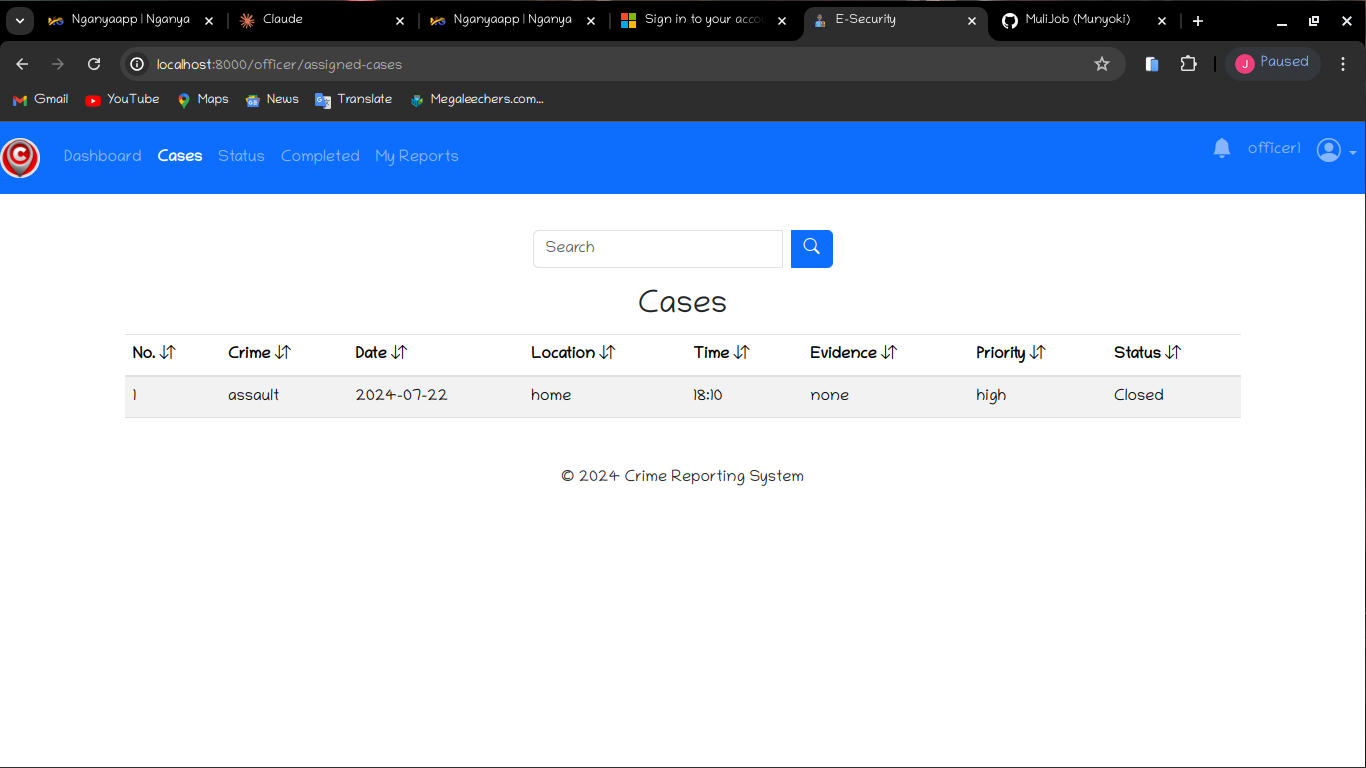 Nganyaapp | Nganya
Claude
Nganyaapp | Nganya
Sign in to your acco
E-Security
MuliJob (Munyoki)
localhost:8000/officer/assigned-cases
J Paused
Gmail YouTube Maps News Translate Megaleechers.com...
C Dashboard Cases Status Completed My Reports officer1
Search
Cases
No. Crime Date Location Time Evidence Priority Status
1 assault 2024-07-22 home 18:10 none high Closed
© 2024 Crime Reporting System